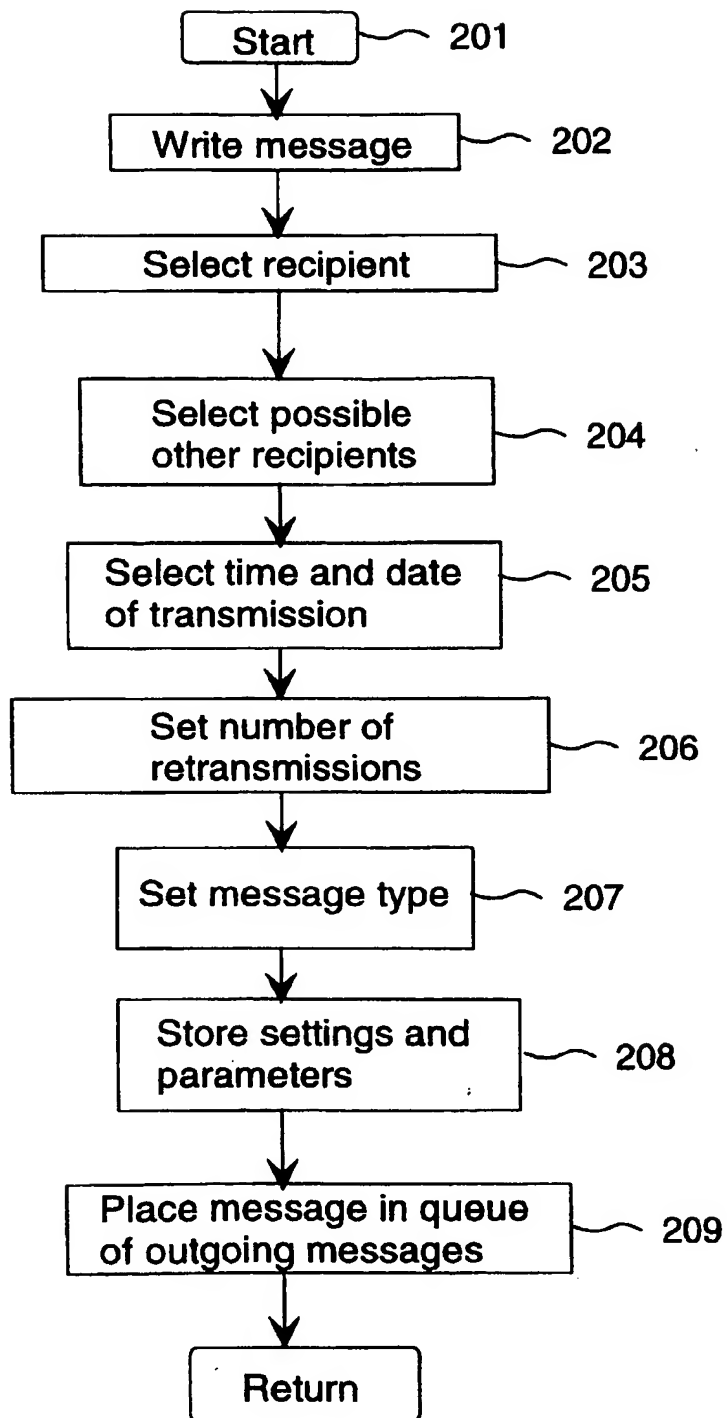 Start 201
Write message 202
Select recipient 203
Select possible
other recipients 204
Select time and date
of transmission 205
Set number of
retransmissions 206
Set message type 207
Store settings and
parameters 208
Place message in queue
of outgoing messages 209
Return